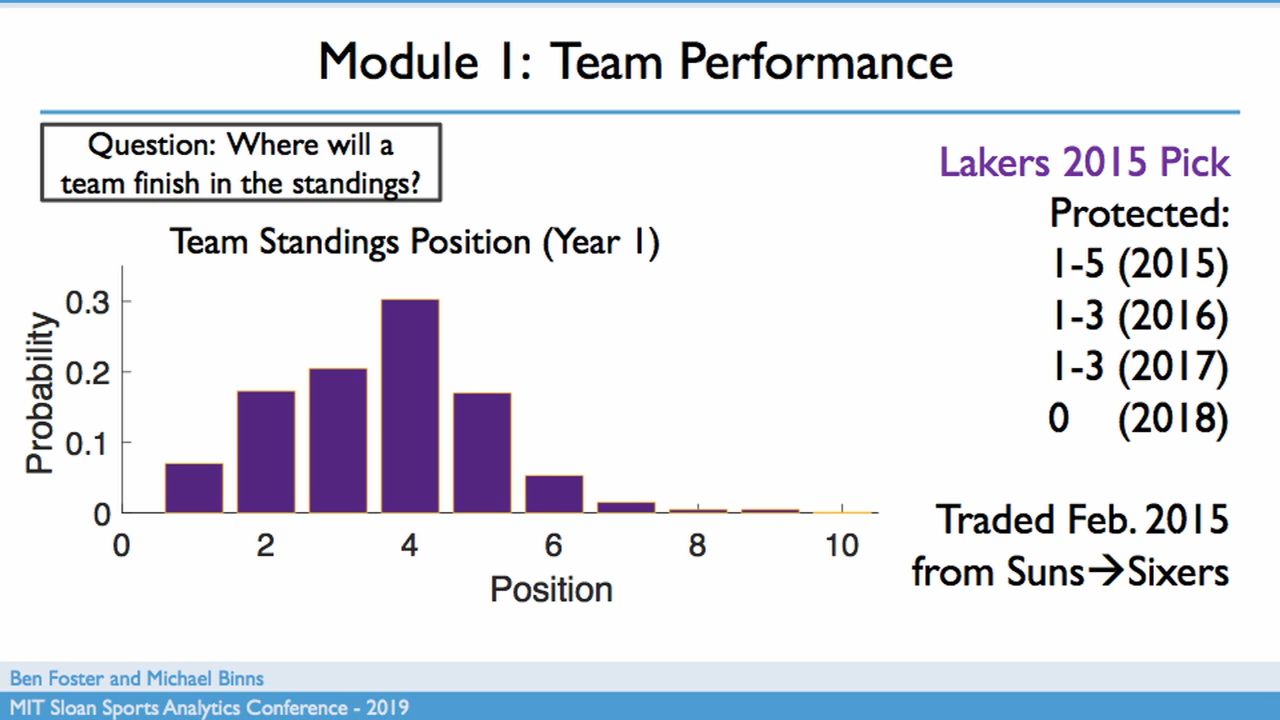 Module 1: Team Performance
Question: Where will a
team finish in the standings?
Team Standings Position (Year 1)
Probability
0.3
0.2
0.1
0
0 2 4 6 8 10
Position
Lakers 2015 Pick
Protected:
1-5 (2015)
1-3 (2016)
1-3 (2017)
0 (2018)
Traded Feb. 2015
from Suns→Sixers
Ben Foster and Michael Binns
MIT Sloan Sports Analytics Conference - 2019